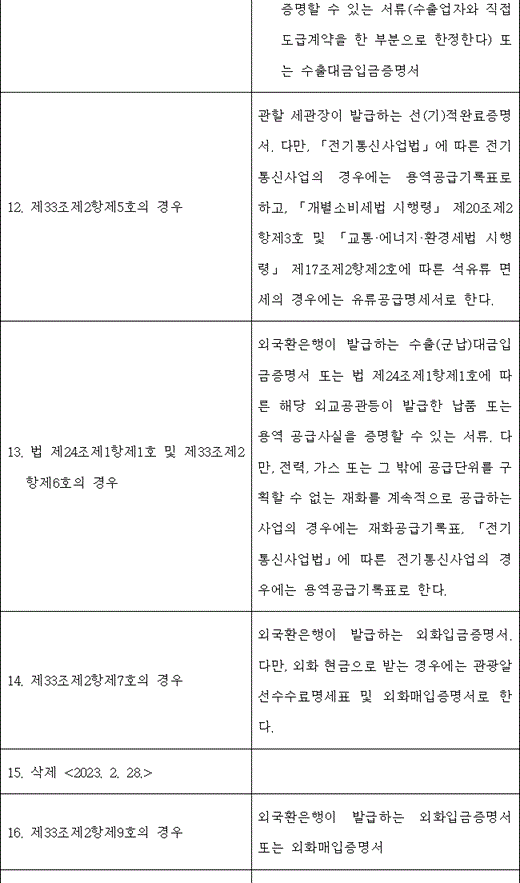 증명할 수 있는 서류(수출업자와 직접
도급계약을 한 부분으로 한정한다) 또
는 수출대금입금증명서
12. 제33조제2항제5호의 경우
관할 세관장이 발급하는 선(기)적완료증명
서. 다만, 「전기통신사업법」에 따른 전기
통신사업의 경우에는 용역공급기록표로
하고, 「개별소비세법 시행령」 제20조제2
항제3호 및 「교통·에너지·환경세법 시행
령」 제17조제2항제2호에 따른 석유류 면
세의 경우에는 유류공급명세서로 한다.
13. 법 제24조제1항제1호 및 제33조제2
항제6호의 경우
외국환은행이 발급하는 수출(군납)대금입
금증명서 또는 법 제24조제1항제1호에 따
른 해당 외교공관등이 발급한 납품 또는
용역 공급사실을 증명할 수 있는 서류. 다
만, 전력, 가스 또는 그 밖에 공급단위를 구
획할 수 없는 재화를 계속적으로 공급하는
사업의 경우에는 재화공급기록표, 「전기
통신사업법」에 따른 전기통신사업의 경
우에는 용역공급기록표로 한다.
14. 제33조제2항제7호의 경우
외국환은행이 발급하는 외화입금증명서.
다만, 외화 현금으로 받는 경우에는 관광알
선수수료명세표 및 외화매입증명서로 한
다.
15. 삭제 <2023. 2. 28.>
16. 제33조제2항제9호의 경우
외국환은행이 발급하는 외화입금증명서
또는 외화매입증명서